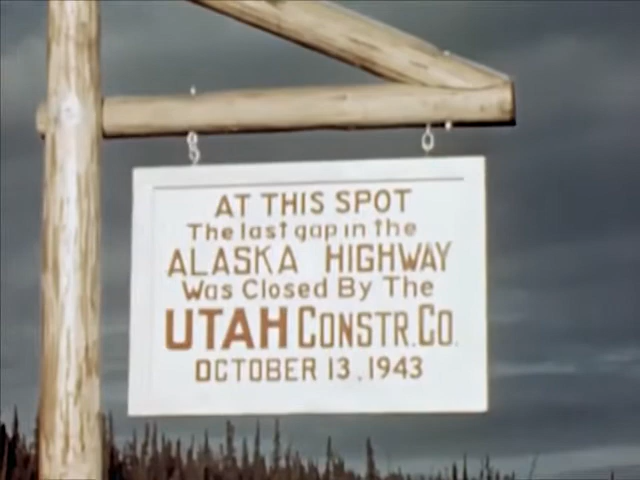 AT THIS SPOT
The last gap in the
ALASKA HIGHWAY
Was Closed By The
UTAH CONSTR. CO.
OCTOBER 13, 1943